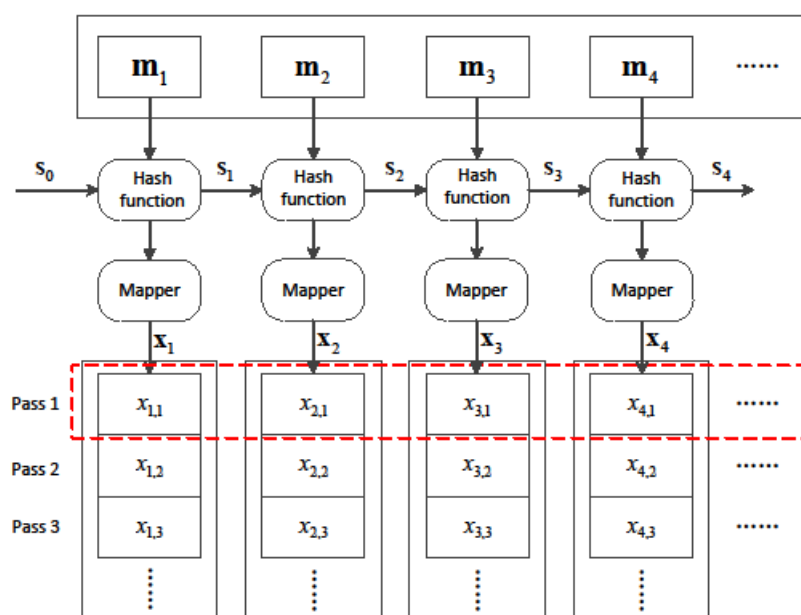 m₁ m₂ m₃ m₄ ......
s₀ s₁ s₂ s₃ s₄
Hash function Hash function Hash function Hash function
Mapper Mapper Mapper Mapper
x₁ x₂ x₃ x₄
Pass 1 x₁,₁ x₂,₁ x₃,₁ x₄,₁ ......
Pass 2 x₁,₂ x₂,₂ x₃,₂ x₄,₂ ......
Pass 3 x₁,₃ x₂,₃ x₃,₃ x₄,₃ ......
...... ...... ...... ......